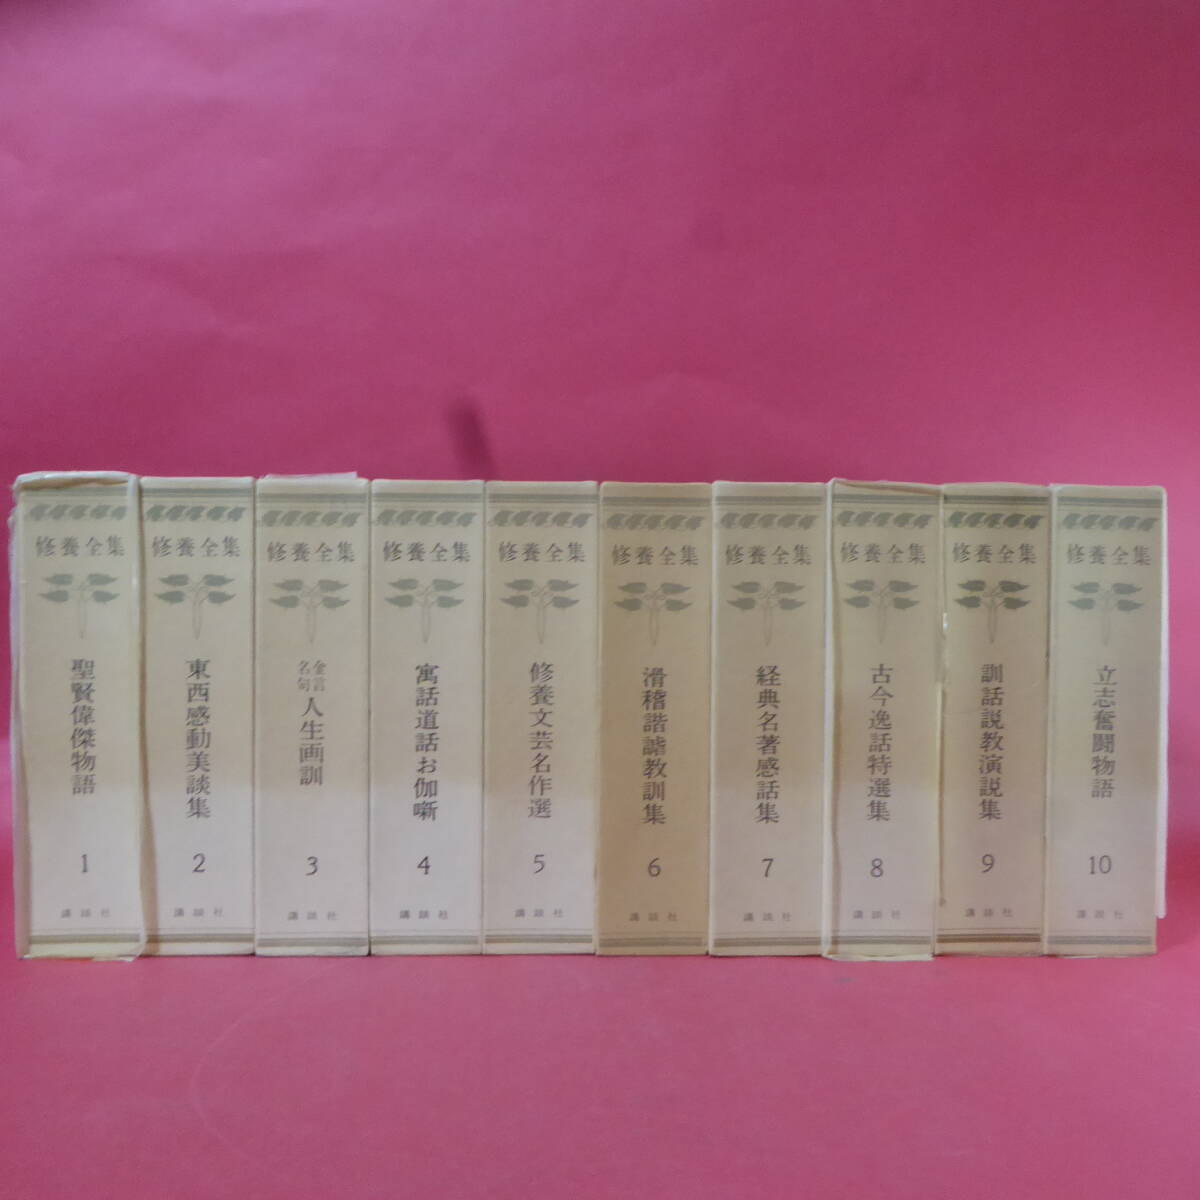 修養全集
聖賢偉傑物語
1
講談社
修養全集
東西感動美談集
2
講談社
修養全集
金言
名句
人生画訓
3
講談社
修養全集
寓話道話お伽噺
4
講談社
修養全集
修養文芸名作選
5
講談社
修養全集
滑稽諧謔教訓集
6
講談社
修養全集
経典名著感話集
7
講談社
修養全集
古今逸話特選集
8
講談社
修養全集
訓話説教演説集
9
講談社
修養全集
立志奮闘物語
10
講談社